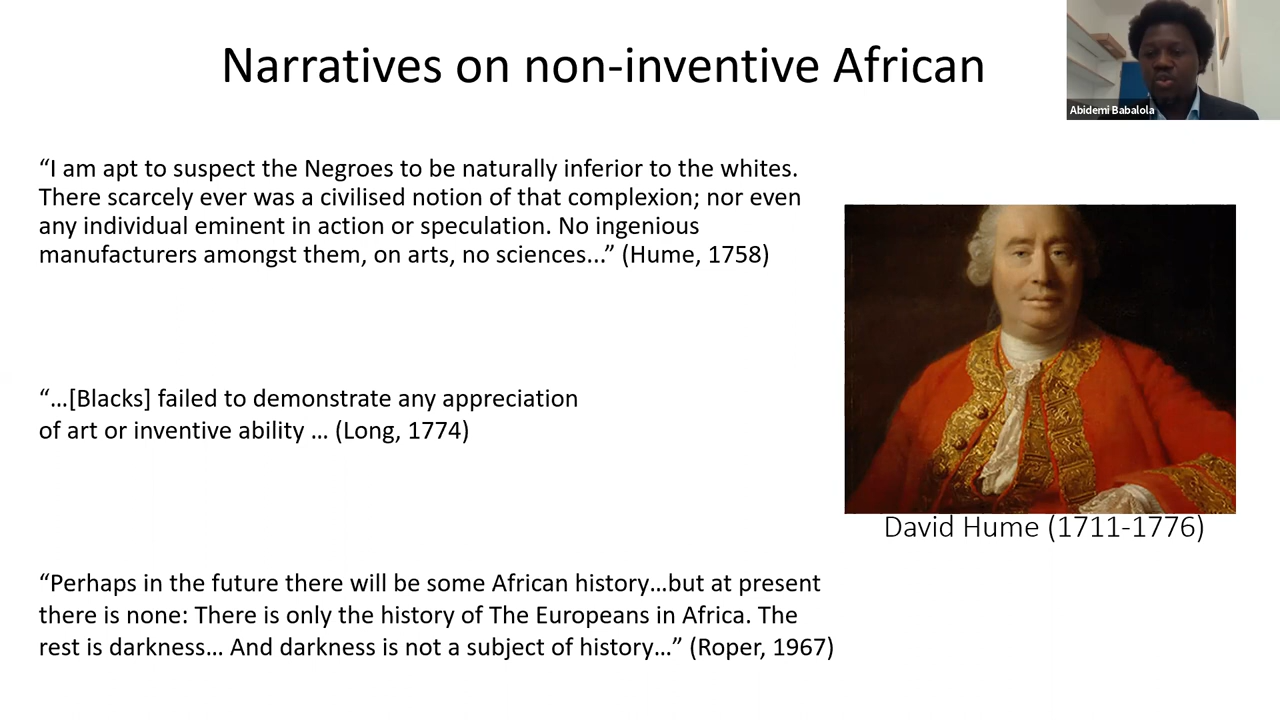 Narratives on non-inventive African
Abidemi Babalola
“I am apt to suspect the Negroes to be naturally inferior to the whites.
There scarcely ever was a civilised notion of that complexion; nor even
any individual eminent in action or speculation. No ingenious
manufacturers amongst them, on arts, no sciences...” (Hume, 1758)
“…[Blacks] failed to demonstrate any appreciation
of art or inventive ability … (Long, 1774)
“Perhaps in the future there will be some African history…but at present
there is none: There is only the history of The Europeans in Africa. The
rest is darkness… And darkness is not a subject of history…” (Roper, 1967)
David Hume (1711-1776)